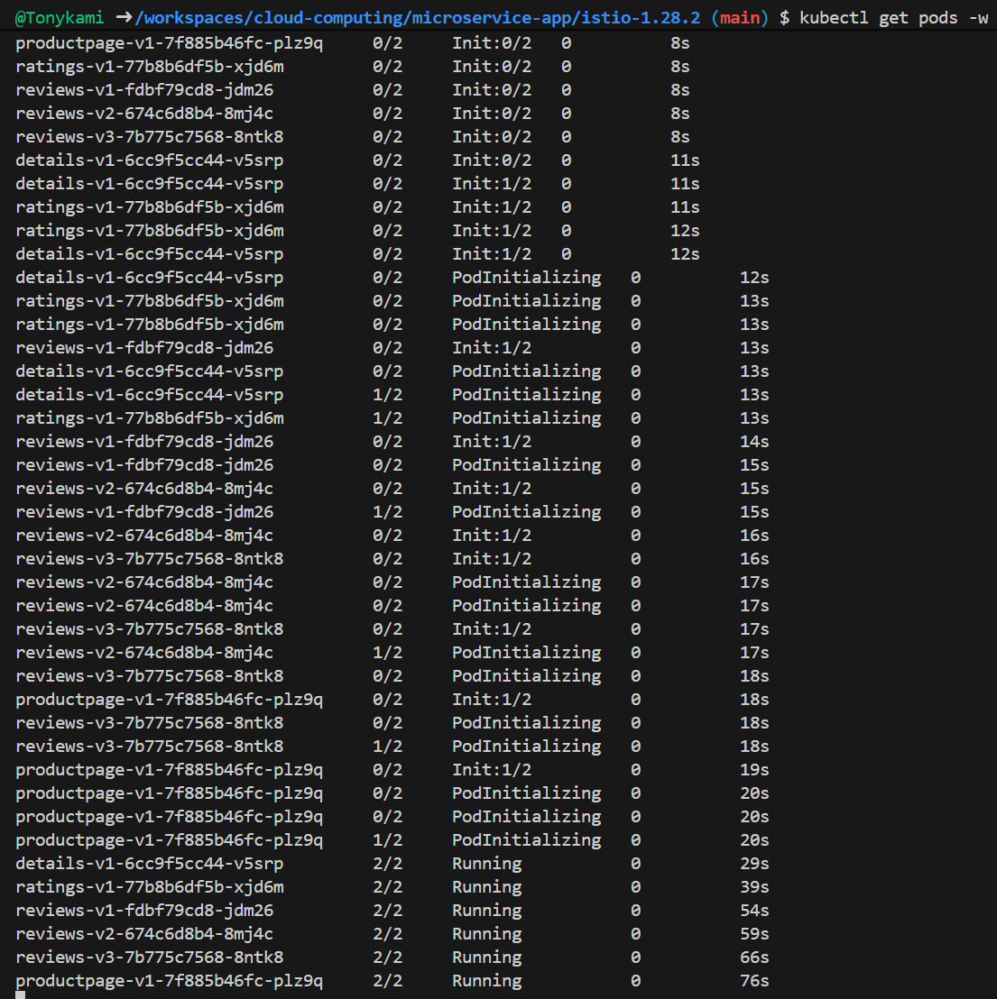 @Tonykami ➜/workspaces/cloud-computing/microservice-app/istio-1.28.2 (main) $ kubectl get pods -w
productpage-v1-7f885b46fc-plz9q     0/2     Init:0/2   0          8s
ratings-v1-77b8b6df5b-xjd6m         0/2     Init:0/2   0          8s
reviews-v1-fdbf79cd8-jdm26          0/2     Init:0/2   0          8s
reviews-v2-674c6d8b4-8mj4c          0/2     Init:0/2   0          8s
reviews-v3-7b775c7568-8ntk8         0/2     Init:0/2   0          8s
details-v1-6cc9f5cc44-v5srp         0/2     Init:0/2   0          11s
details-v1-6cc9f5cc44-v5srp         0/2     Init:1/2   0          11s
ratings-v1-77b8b6df5b-xjd6m         0/2     Init:1/2   0          11s
ratings-v1-77b8b6df5b-xjd6m         0/2     Init:1/2   0          12s
details-v1-6cc9f5cc44-v5srp         0/2     Init:1/2   0          12s
details-v1-6cc9f5cc44-v5srp         0/2     PodInitializing   0          12s
ratings-v1-77b8b6df5b-xjd6m         0/2     PodInitializing   0          13s
ratings-v1-77b8b6df5b-xjd6m         0/2     PodInitializing   0          13s
reviews-v1-fdbf79cd8-jdm26          0/2     Init:1/2          0          13s
details-v1-6cc9f5cc44-v5srp         0/2     PodInitializing   0          13s
details-v1-6cc9f5cc44-v5srp         1/2     PodInitializing   0          13s
ratings-v1-77b8b6df5b-xjd6m         1/2     PodInitializing   0          13s
reviews-v1-fdbf79cd8-jdm26          0/2     Init:1/2          0          14s
reviews-v1-fdbf79cd8-jdm26          0/2     PodInitializing   0          15s
reviews-v2-674c6d8b4-8mj4c          0/2     Init:1/2          0          15s
reviews-v1-fdbf79cd8-jdm26          1/2     PodInitializing   0          15s
reviews-v2-674c6d8b4-8mj4c          0/2     Init:1/2          0          16s
reviews-v3-7b775c7568-8ntk8         0/2     Init:1/2          0          16s
reviews-v2-674c6d8b4-8mj4c          0/2     PodInitializing   0          17s
reviews-v2-674c6d8b4-8mj4c          0/2     PodInitializing   0          17s
reviews-v3-7b775c7568-8ntk8         0/2     Init:1/2          0          17s
reviews-v2-674c6d8b4-8mj4c          1/2     PodInitializing   0          17s
reviews-v3-7b775c7568-8ntk8         0/2     PodInitializing   0          18s
productpage-v1-7f885b46fc-plz9q     0/2     Init:1/2          0          18s
reviews-v3-7b775c7568-8ntk8         0/2     PodInitializing   0          18s
reviews-v3-7b775c7568-8ntk8         1/2     PodInitializing   0          18s
productpage-v1-7f885b46fc-plz9q     0/2     Init:1/2          0          19s
productpage-v1-7f885b46fc-plz9q     0/2     PodInitializing   0          20s
productpage-v1-7f885b46fc-plz9q     0/2     PodInitializing   0          20s
productpage-v1-7f885b46fc-plz9q     1/2     PodInitializing   0          20s
details-v1-6cc9f5cc44-v5srp         2/2     Running           0          29s
ratings-v1-77b8b6df5b-xjd6m         2/2     Running           0          39s
reviews-v1-fdbf79cd8-jdm26          2/2     Running           0          54s
reviews-v2-674c6d8b4-8mj4c          2/2     Running           0          59s
reviews-v3-7b775c7568-8ntk8         2/2     Running           0          66s
productpage-v1-7f885b46fc-plz9q     2/2     Running           0          76s